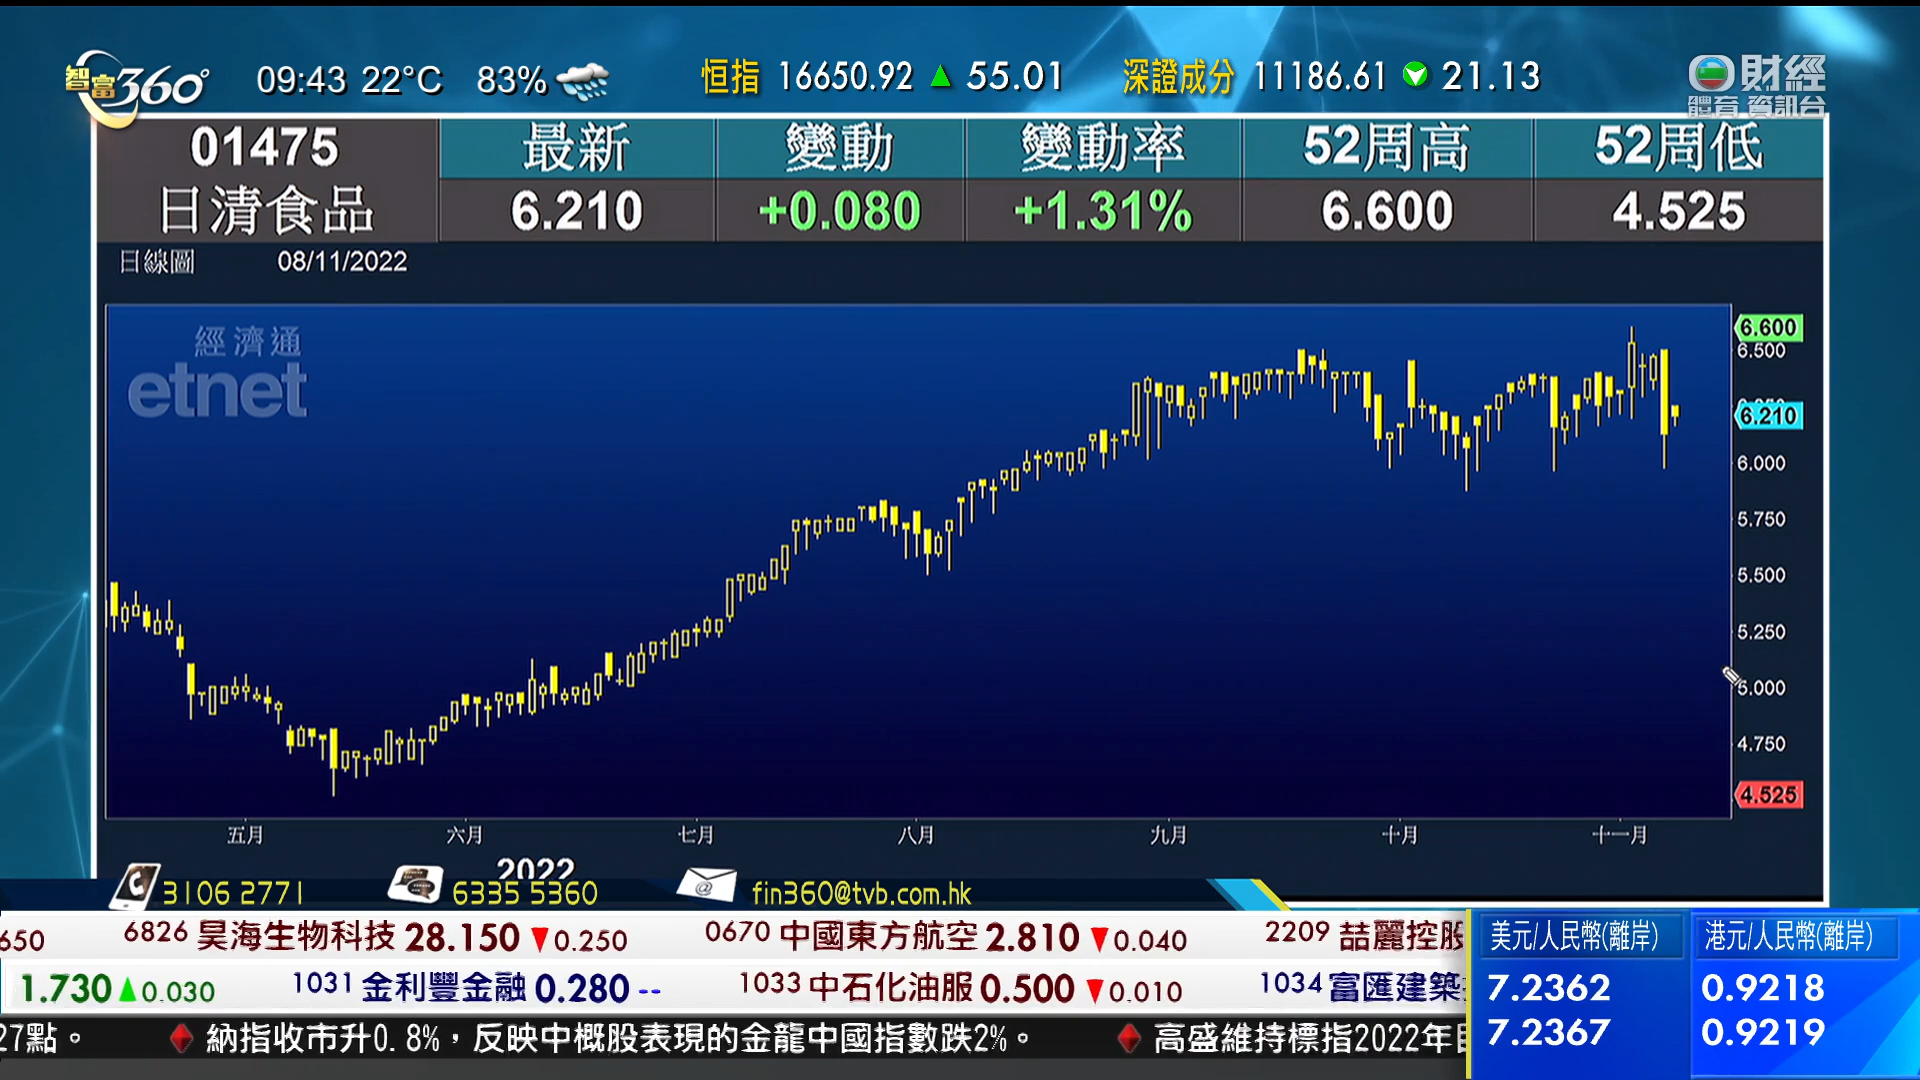 智富360°
09:43 22°C 83%
恒指 16650.92 ▲ 55.01
深證成分 11186.61 21.13
財經
體育 資訊台
01475 最新 變動 變動率 52周高 52周低
日清食品 6.210 +0.080 +1.31% 6.600 4.525
日線圖 08/11/2022
經濟通
etnet
6.600
6.500
6.210
6.000
5.750
5.500
5.250
5.000
4.750
4.525
五月 六月 七月 八月 九月 十月 十一月
2022
3106 2771 6335 5360 fin360@tvb.com.hk
650 6826 昊海生物科技 28.150 ▼0.250 0670 中國東方航空 2.810 ▼0.040 2209 喆麗控股
1.730 ▲0.030 1031 金利豐金融 0.280 -- 1033 中石化油服 0.500 ▼0.010 1034 富匯建築
27點。 ♦ 納指收市升0.8%，反映中概股表現的金龍中國指數跌2%。 ♦ 高盛維持標指2022年目
美元/人民幣(離岸) 港元/人民幣(離岸)
7.2362 0.9218
7.2367 0.9219